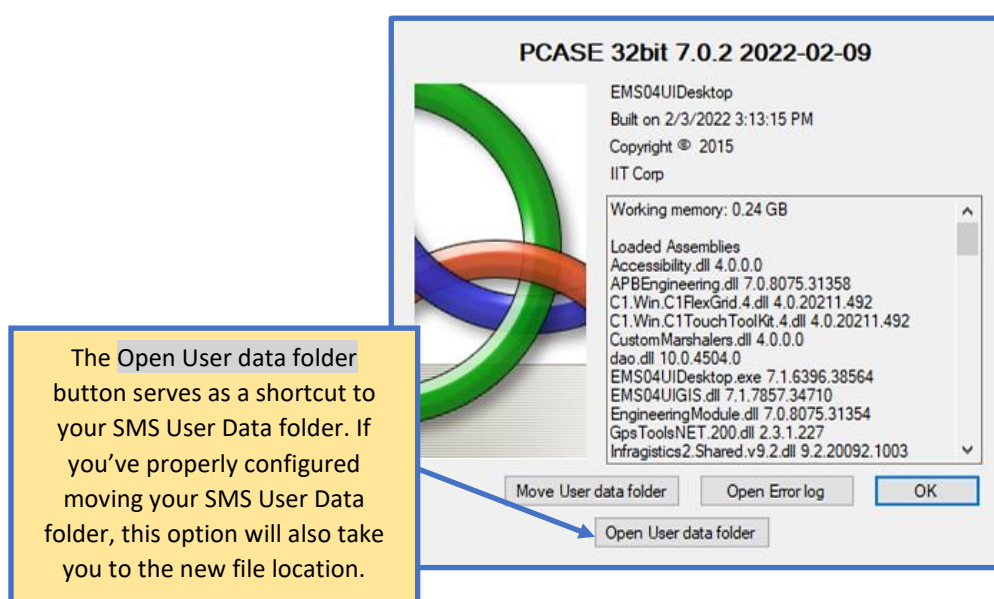 PCASE 32bit 7.0.2 2022-02-09
EMS04UIDesktop
Built on 2/3/2022 3:13:15 PM
Copyright © 2015
IIT Corp
Working memory: 0.24 GB
Loaded Assemblies
Accessibility.dll 4.0.0.0
APBEngineering.dll 7.0.8075.31358
C1.Win.C1FlexGrid.4.dll 4.0.20211.492
C1.Win.C1TouchToolKit.4.dll 4.0.20211.492
CustomMarshalers.dll 4.0.0.0
dao.dll 10.0.4504.0
EMS04UIDesktop.exe 7.1.6396.38564
EMS04UIGIS.dll 7.1.7857.34710
EngineeringModule.dll 7.0.8075.31354
GpsToolsNET.200.dll 2.3.1.227
Infragistics2.Shared.v9.2.dll 9.2.20092.1003
Move User data folder
Open Error log
OK
Open User data folder
The Open User data folder
button serves as a shortcut to
your SMS User Data folder. If
you’ve properly configured
moving your SMS User Data
folder, this option will also take
you to the new file location.